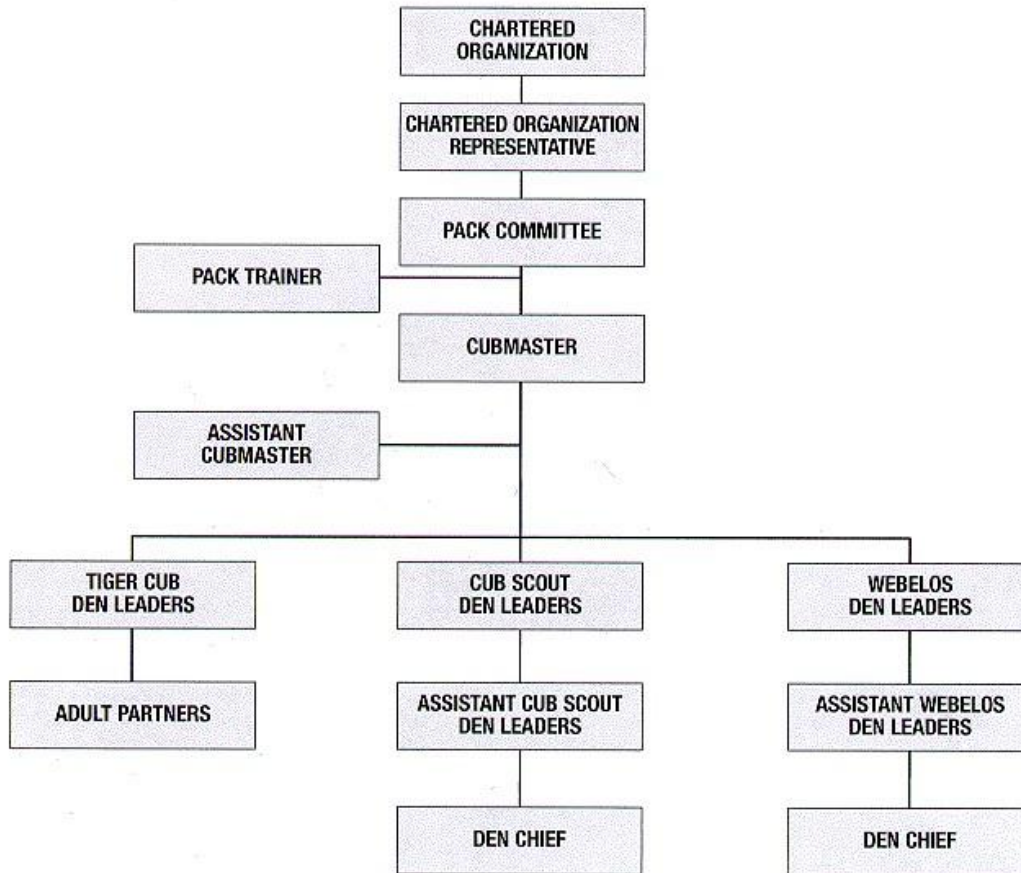 CHARTERED
ORGANIZATION
CHARTERED ORGANIZATION
REPRESENTATIVE
PACK COMMITTEE
PACK TRAINER
CUBMASTER
ASSISTANT
CUBMASTER
TIGER CUB
DEN LEADERS
CUB SCOUT
DEN LEADERS
WEBELOS
DEN LEADERS
ADULT PARTNERS
ASSISTANT CUB SCOUT
DEN LEADERS
ASSISTANT WEBELOS
DEN LEADERS
DEN CHIEF
DEN CHIEF